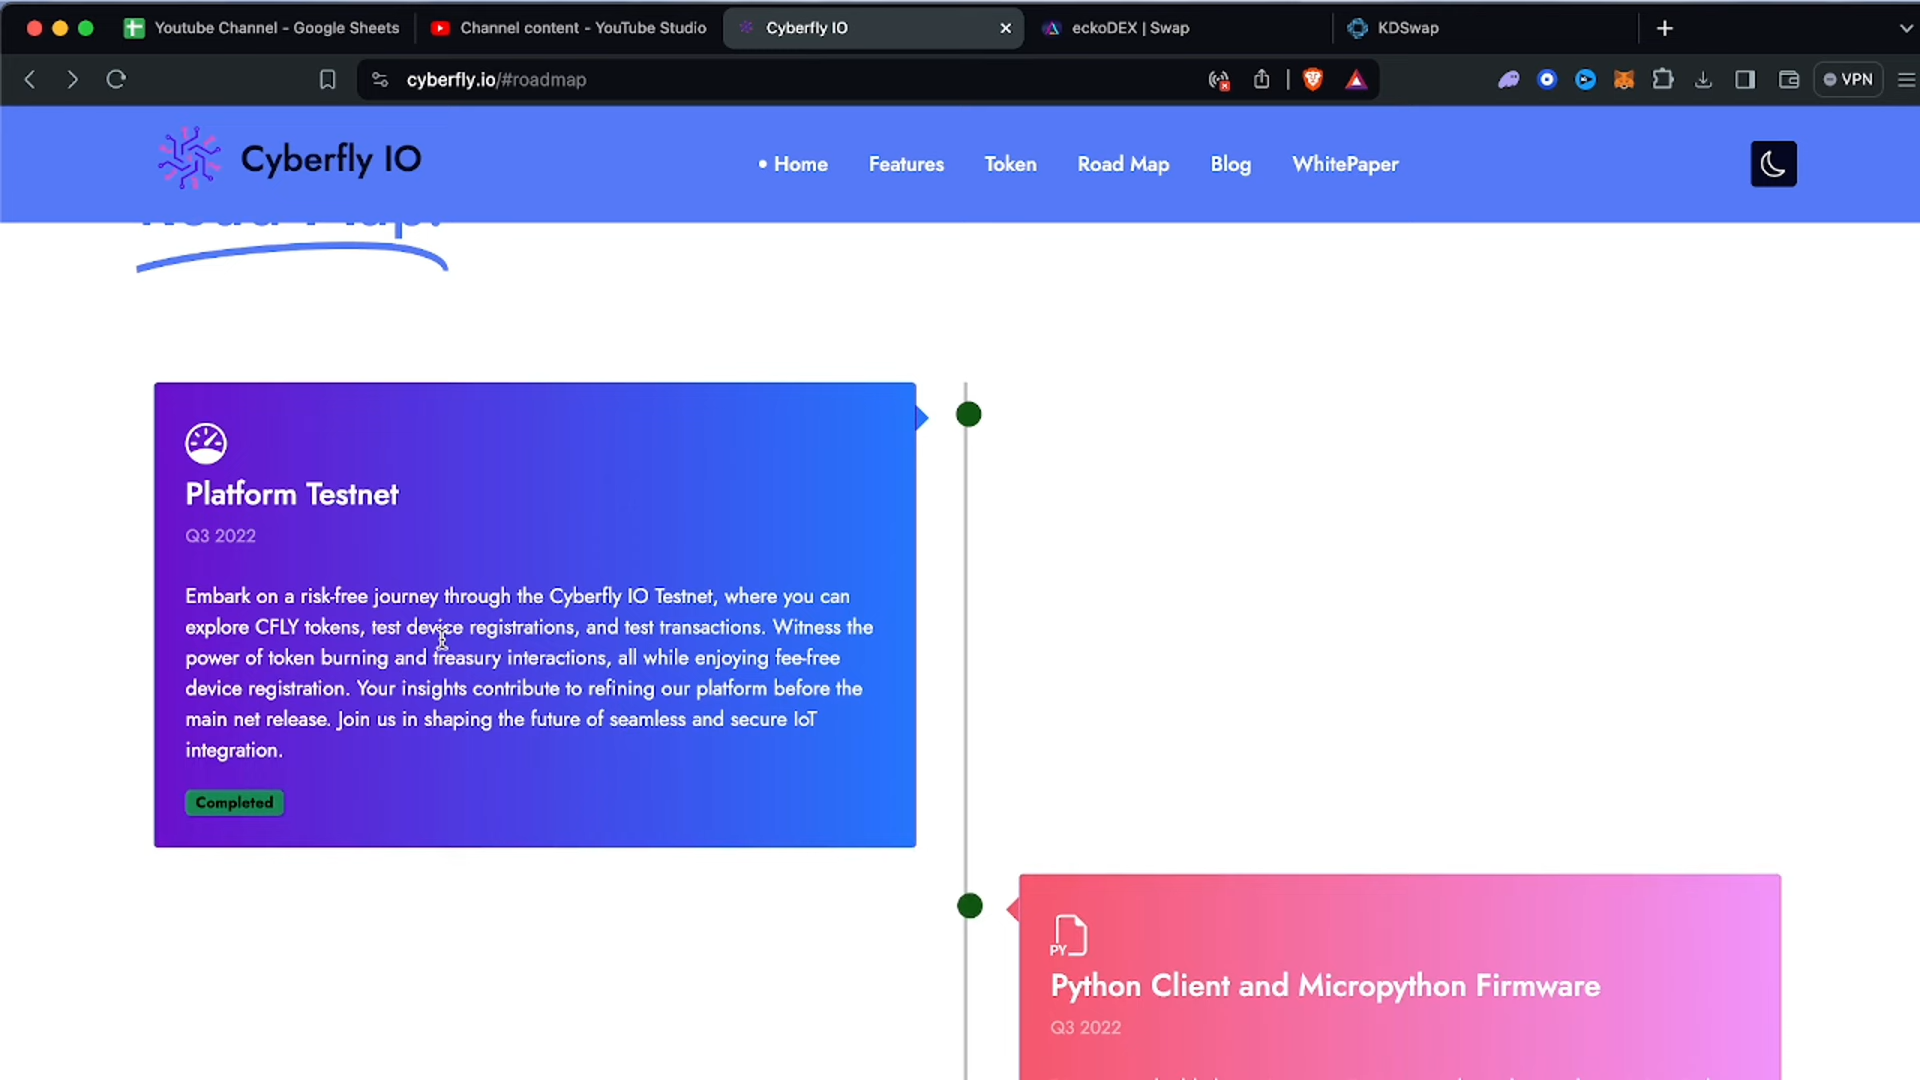 Youtube Channel - Google Sheets
Channel content - YouTube Studio
Cyberfly IO
eckoDEX | Swap
KDSwap
cyberfly.io/#roadmap
VPN
Cyberfly IO
Home
Features
Token
Road Map
Blog
WhitePaper
Road Map.
Platform Testnet
Q3 2022
Embark on a risk-free journey through the Cyberfly IO Testnet, where you can
explore CFLY tokens, test device registrations, and test transactions. Witness the
power of token burning and treasury interactions, all while enjoying fee-free
device registration. Your insights contribute to refining our platform before the
main net release. Join us in shaping the future of seamless and secure IoT
integration.
Completed
PY
Python Client and Micropython Firmware
Q3 2022